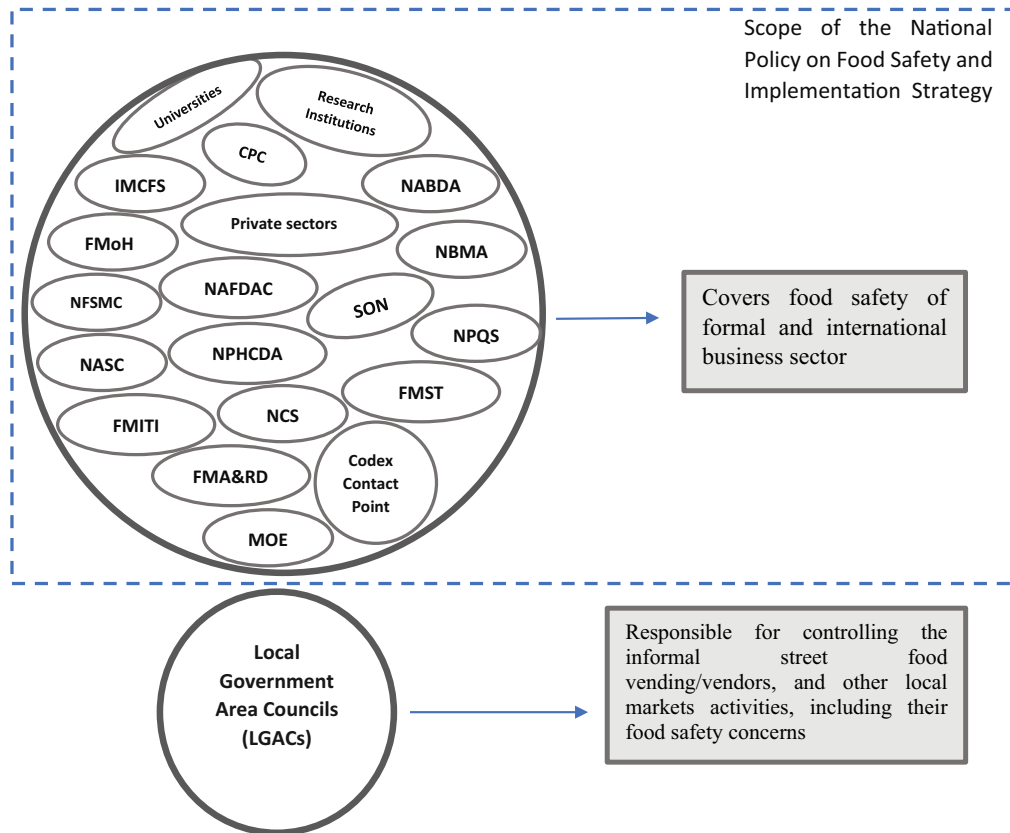 Scope of the National
Policy on Food Safety and
Implementation Strategy
Universities
Research
Institutions
CPC
IMCFS
NABDA
Private sectors
FMoH
NBMA
NAFDAC
NFSMC
SON
NPQS
NPHCDA
NASC
FMST
NCS
FMITI
Codex
Contact
Point
FMA&RD
MOE
Covers food safety of
formal and international
business sector
Local
Government
Area Councils
(LGACs)
Responsible for controlling the
informal street food
vending/vendors, and other local
markets activities, including their
food safety concerns